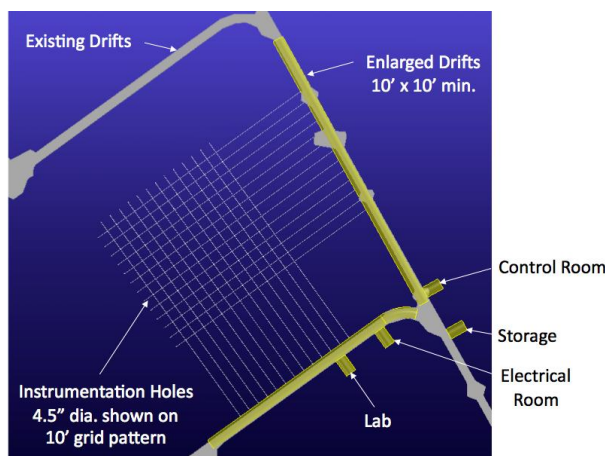 Existing Drifts
Enlarged Drifts
10’ x 10’ min.
Control Room
Storage
Electrical
Room
Lab
Instrumentation Holes
4.5” dia. shown on
10’ grid pattern